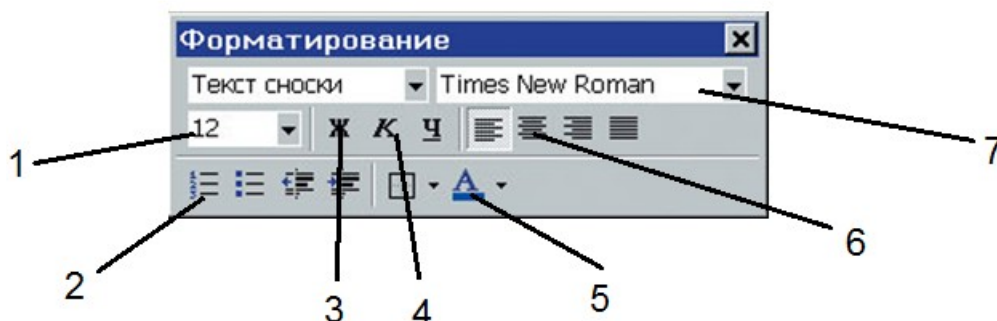 Форматирование
Текст сноски Times New Roman
12 Ж К Ч А
1 7
2 3 4 5 6